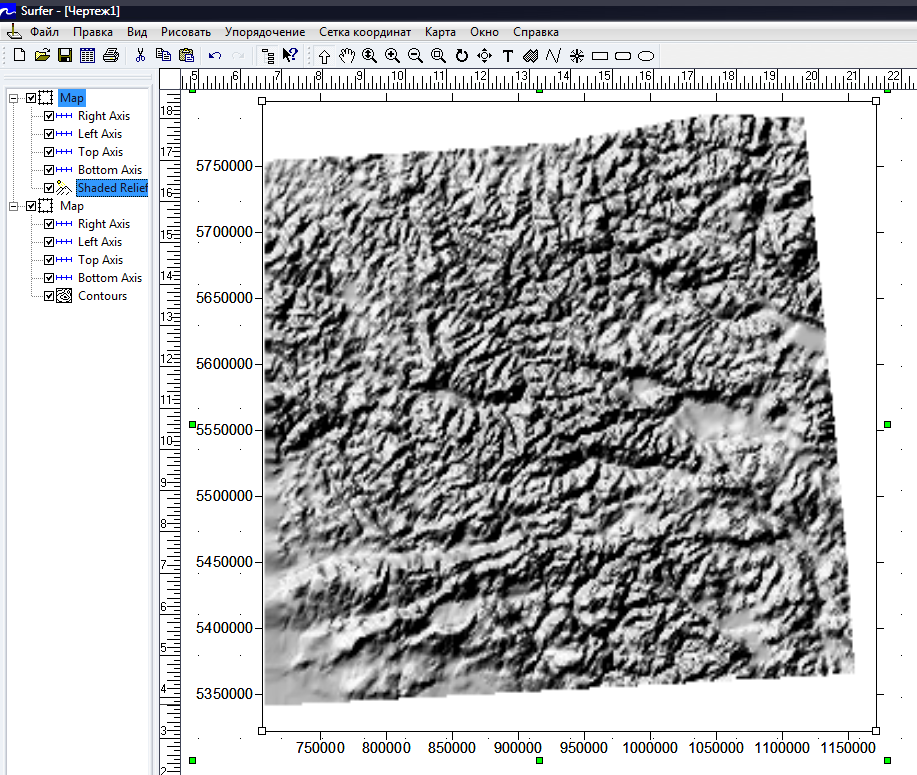 Surfer - [Чертеж1]
Файл Правка Вид Рисовать Упорядочение Сетка координат Карта Окно Справка
T
5 6 7 8 9 10 11 12 13 14 15 16 17 18 19 20 21 22
Map
Right Axis
Left Axis
Top Axis
Bottom Axis
Shaded Relief
Map
Right Axis
Left Axis
Top Axis
Bottom Axis
Contours
18
17
16
15
14
13
12
11
10
9
8
7
6
5
4
3
2
5750000
5700000
5650000
5600000
5550000
5500000
5450000
5400000
5350000
750000 800000 850000 900000 950000 1000000 1050000 1100000 1150000